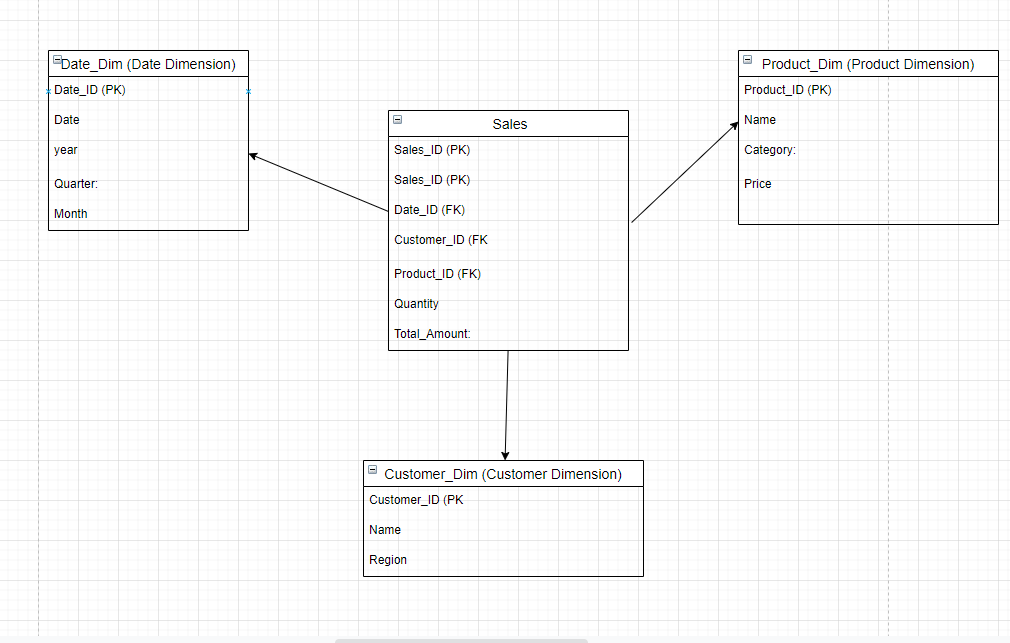 Date_Dim (Date Dimension)
Date_ID (PK)
Date
year
Quarter:
Month
Sales
Sales_ID (PK)
Sales_ID (PK)
Date_ID (FK)
Customer_ID (FK
Product_ID (FK)
Quantity
Total_Amount:
Product_Dim (Product Dimension)
Product_ID (PK)
Name
Category:
Price
Customer_Dim (Customer Dimension)
Customer_ID (PK
Name
Region